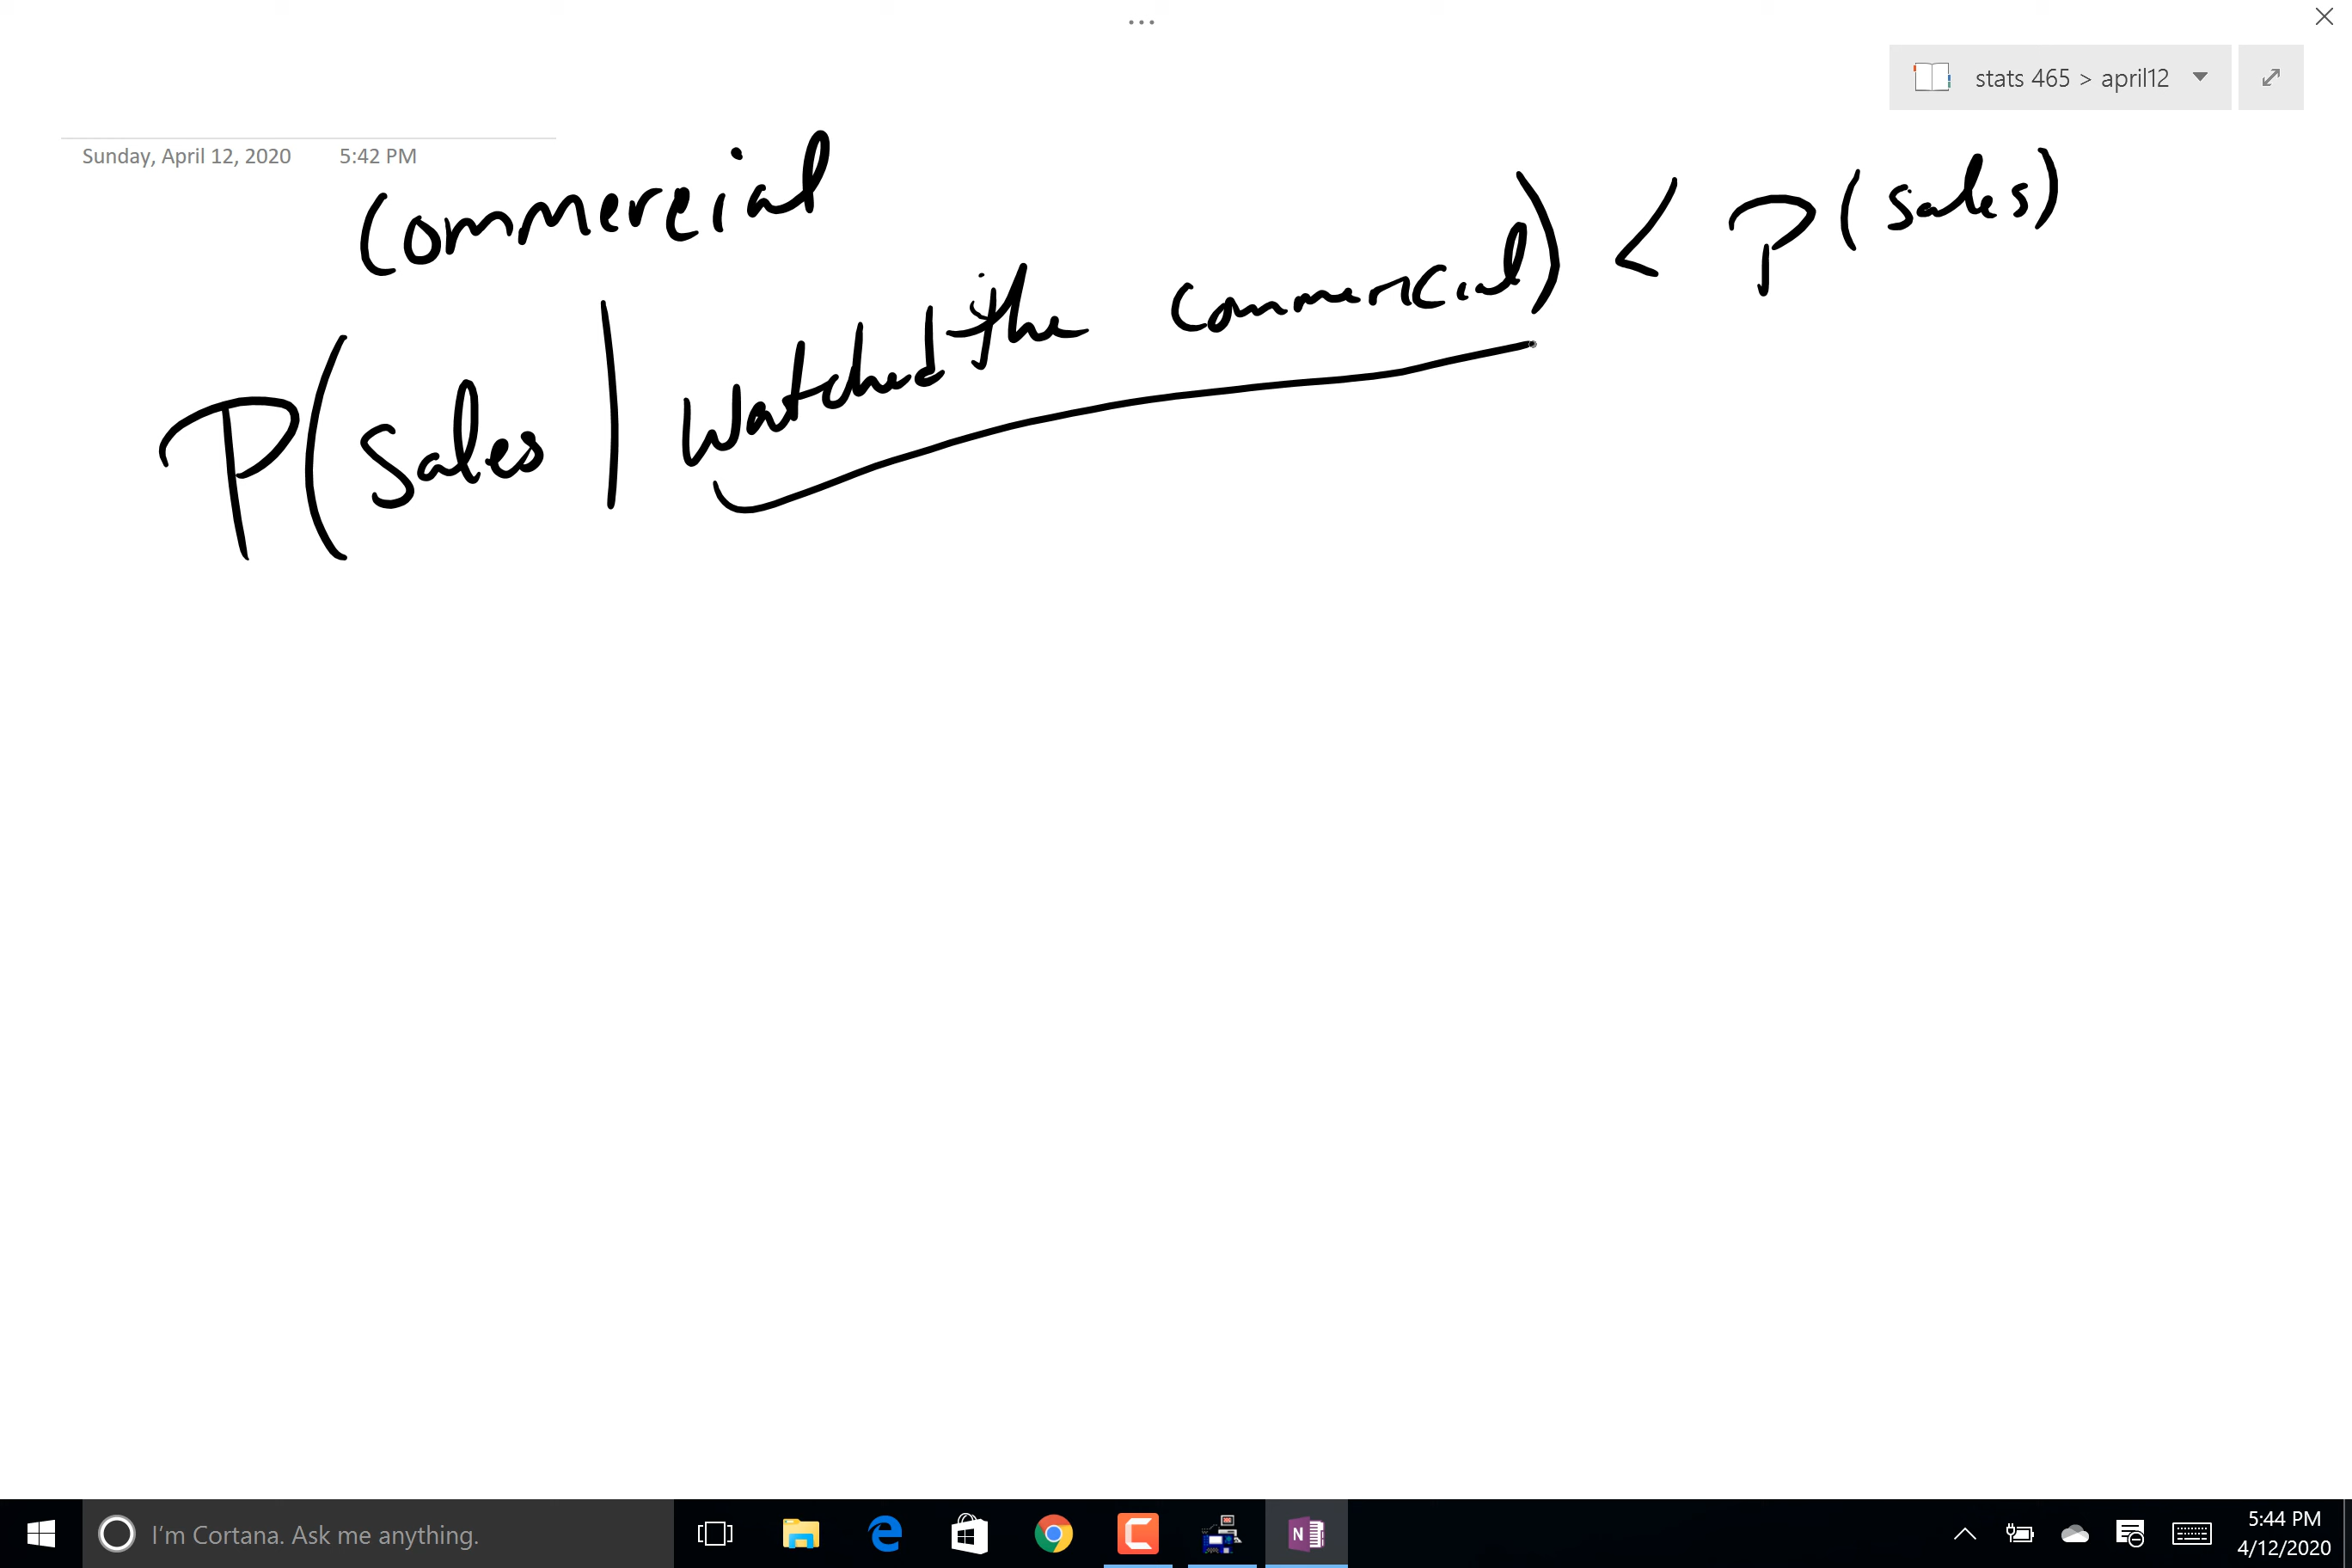 stats 465 > april12
Sunday, April 12, 2020 5:42 PM
Commercial
P(Sales | watched the commercial) < P(sales)
I'm Cortana. Ask me anything.
5:44 PM
4/12/2020